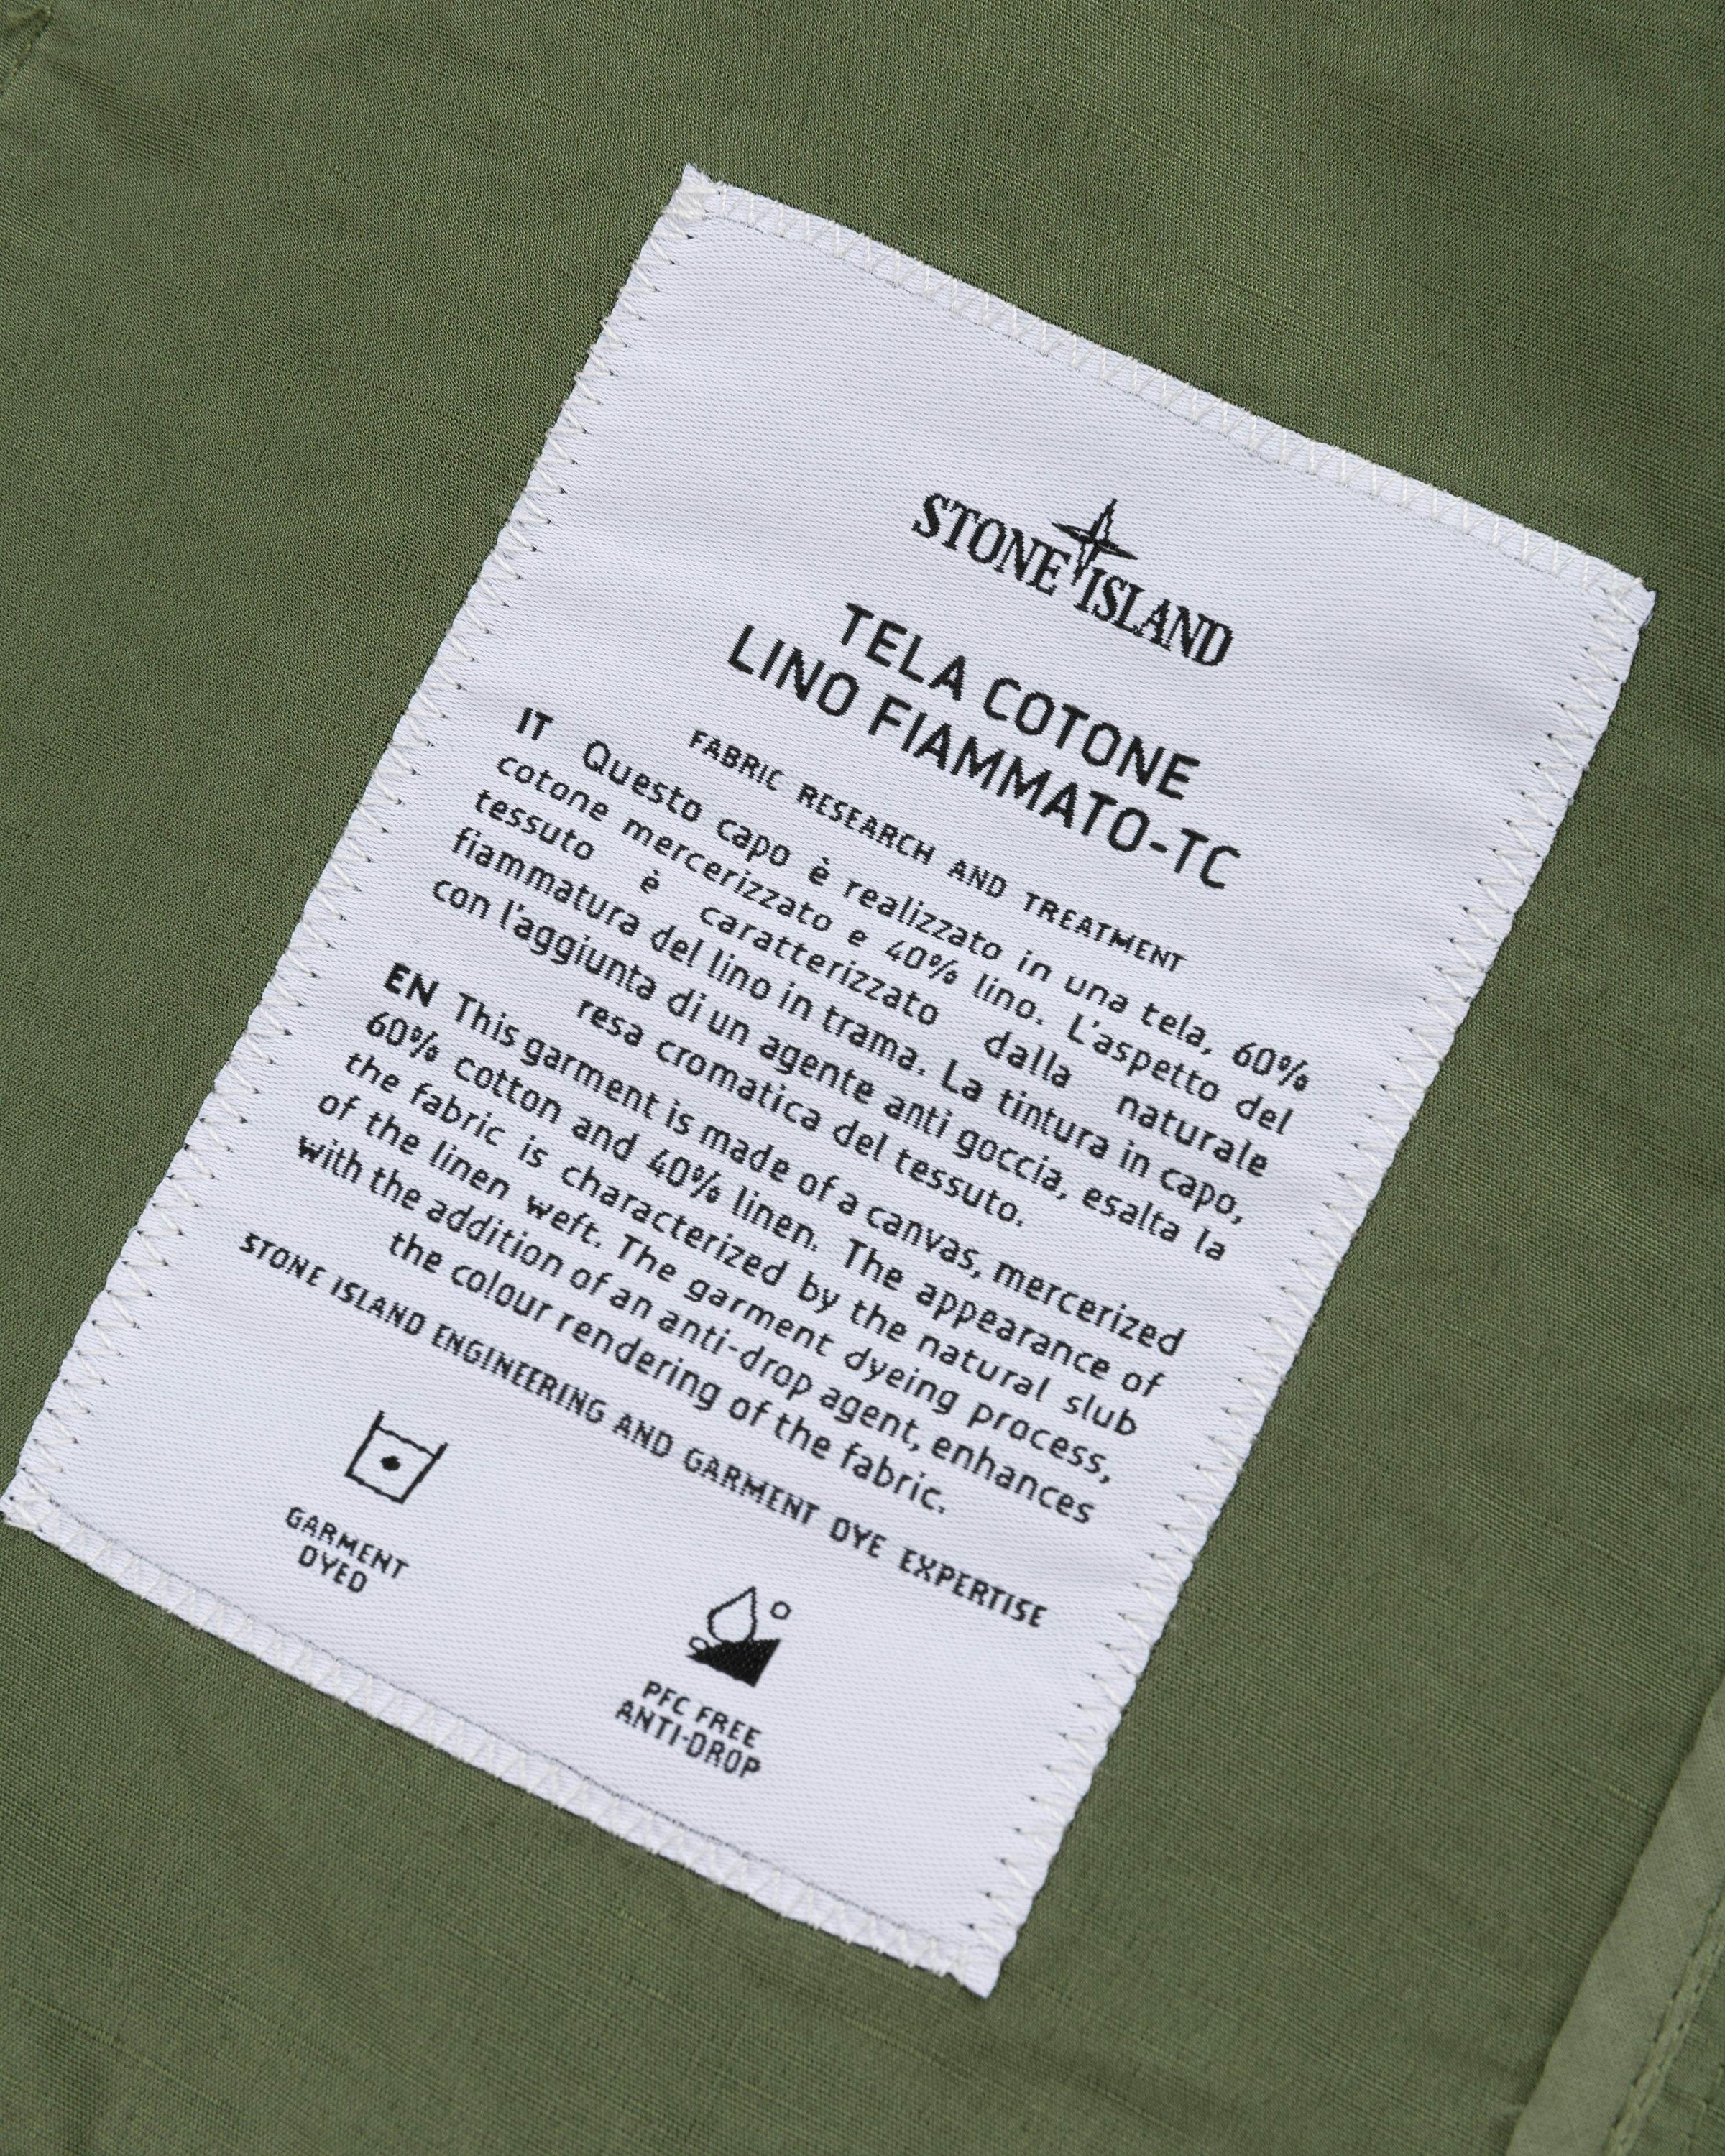 STONE ISLAND
TELA COTONE
LINO FIAMMATO-TC
FABRIC RESEARCH AND TREATMENT
IT Questo capo è realizzato in una tela, 60%
cotone mercerizzato e 40% lino. L'aspetto del
tessuto è caratterizzato dalla naturale
fiammatura del lino in trama. La tintura in capo,
con l'aggiunta di un agente anti goccia, esalta la
resa cromatica del tessuto.
EN This garment is made of a canvas, mercerized
60% cotton and 40% linen. The appearance of
the fabric is characterized by the natural slub
of the linen weft. The garment dyeing process,
with the addition of an anti-drop agent, enhances
the colour rendering of the fabric.
STONE ISLAND ENGINEERING AND GARMENT DYE EXPERTISE
GARMENT
DYED
PFC FREE
ANTI-DROP